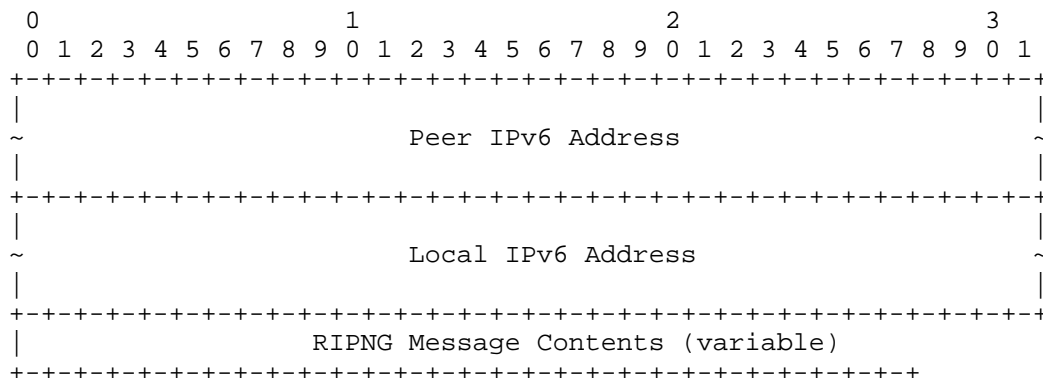 0                   1                   2                   3
 0 1 2 3 4 5 6 7 8 9 0 1 2 3 4 5 6 7 8 9 0 1 2 3 4 5 6 7 8 9 0 1
+-+-+-+-+-+-+-+-+-+-+-+-+-+-+-+-+-+-+-+-+-+-+-+-+-+-+-+-+-+-+-+-+
|                                                               |
~                        Peer IPv6 Address                      ~
|                                                               |
+-+-+-+-+-+-+-+-+-+-+-+-+-+-+-+-+-+-+-+-+-+-+-+-+-+-+-+-+-+-+-+-+
|                                                               |
~                        Local IPv6 Address                     ~
|                                                               |
+-+-+-+-+-+-+-+-+-+-+-+-+-+-+-+-+-+-+-+-+-+-+-+-+-+-+-+-+-+-+-+-+
|                  RIPNG Message Contents (variable)
+-+-+-+-+-+-+-+-+-+-+-+-+-+-+-+-+-+-+-+-+-+-+-+-+-+-+-+-+